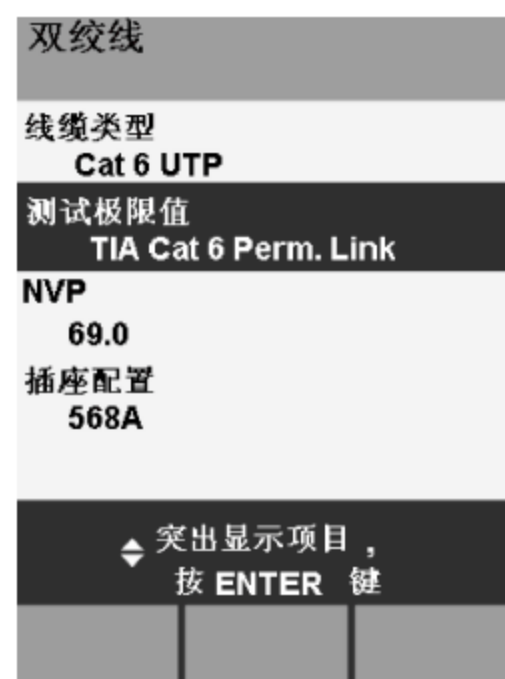 双绞线
线缆类型
Cat 6 UTP
测试极限值
TIA Cat 6 Perm. Link
NVP
69.0
插座配置
568A
突出显示项目，
按 ENTER 键